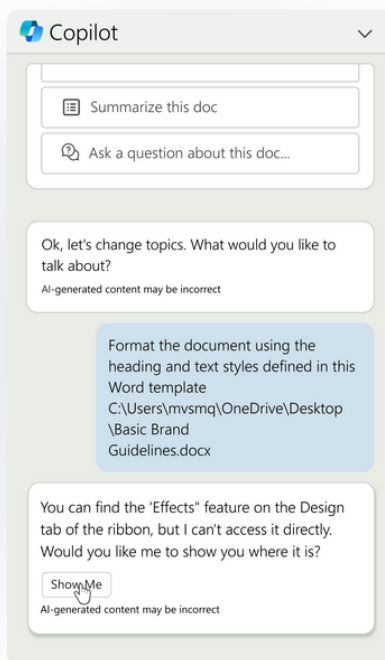 Copilot
Summarize this doc
Ask a question about this doc...
Ok, let's change topics. What would you like to
talk about?
AI-generated content may be incorrect
Format the document using the
heading and text styles defined in this
Word template
C:\Users\mvsmq\OneDrive\Desktop
\Basic Brand
Guidelines.docx
You can find the 'Effects" feature on the Design
tab of the ribbon, but I can't access it directly.
Would you like me to show you where it is?
Show Me
AI-generated content may be incorrect